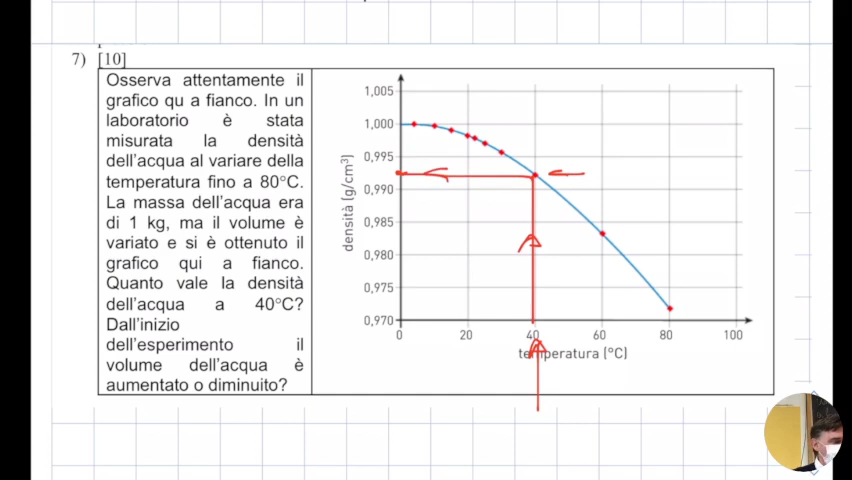 7) [10]
Osserva attentamente il
grafico qu a fianco. In un
laboratorio è stata
misurata la densità
dell'acqua al variare della
temperatura fino a 80°C.
La massa dell'acqua era
di 1 kg, ma il volume è
variato e si è ottenuto il
grafico qui a fianco.
Quanto vale la densità
dell'acqua a 40°C?
Dall'inizio
dell'esperimento il
volume dell'acqua è
aumentato o diminuito?
densità (g/cm³)
1,005
1,000
0,995
0,990
0,985
0,980
0,975
0,970
0 20 40 60 80 100
temperatura (°C)